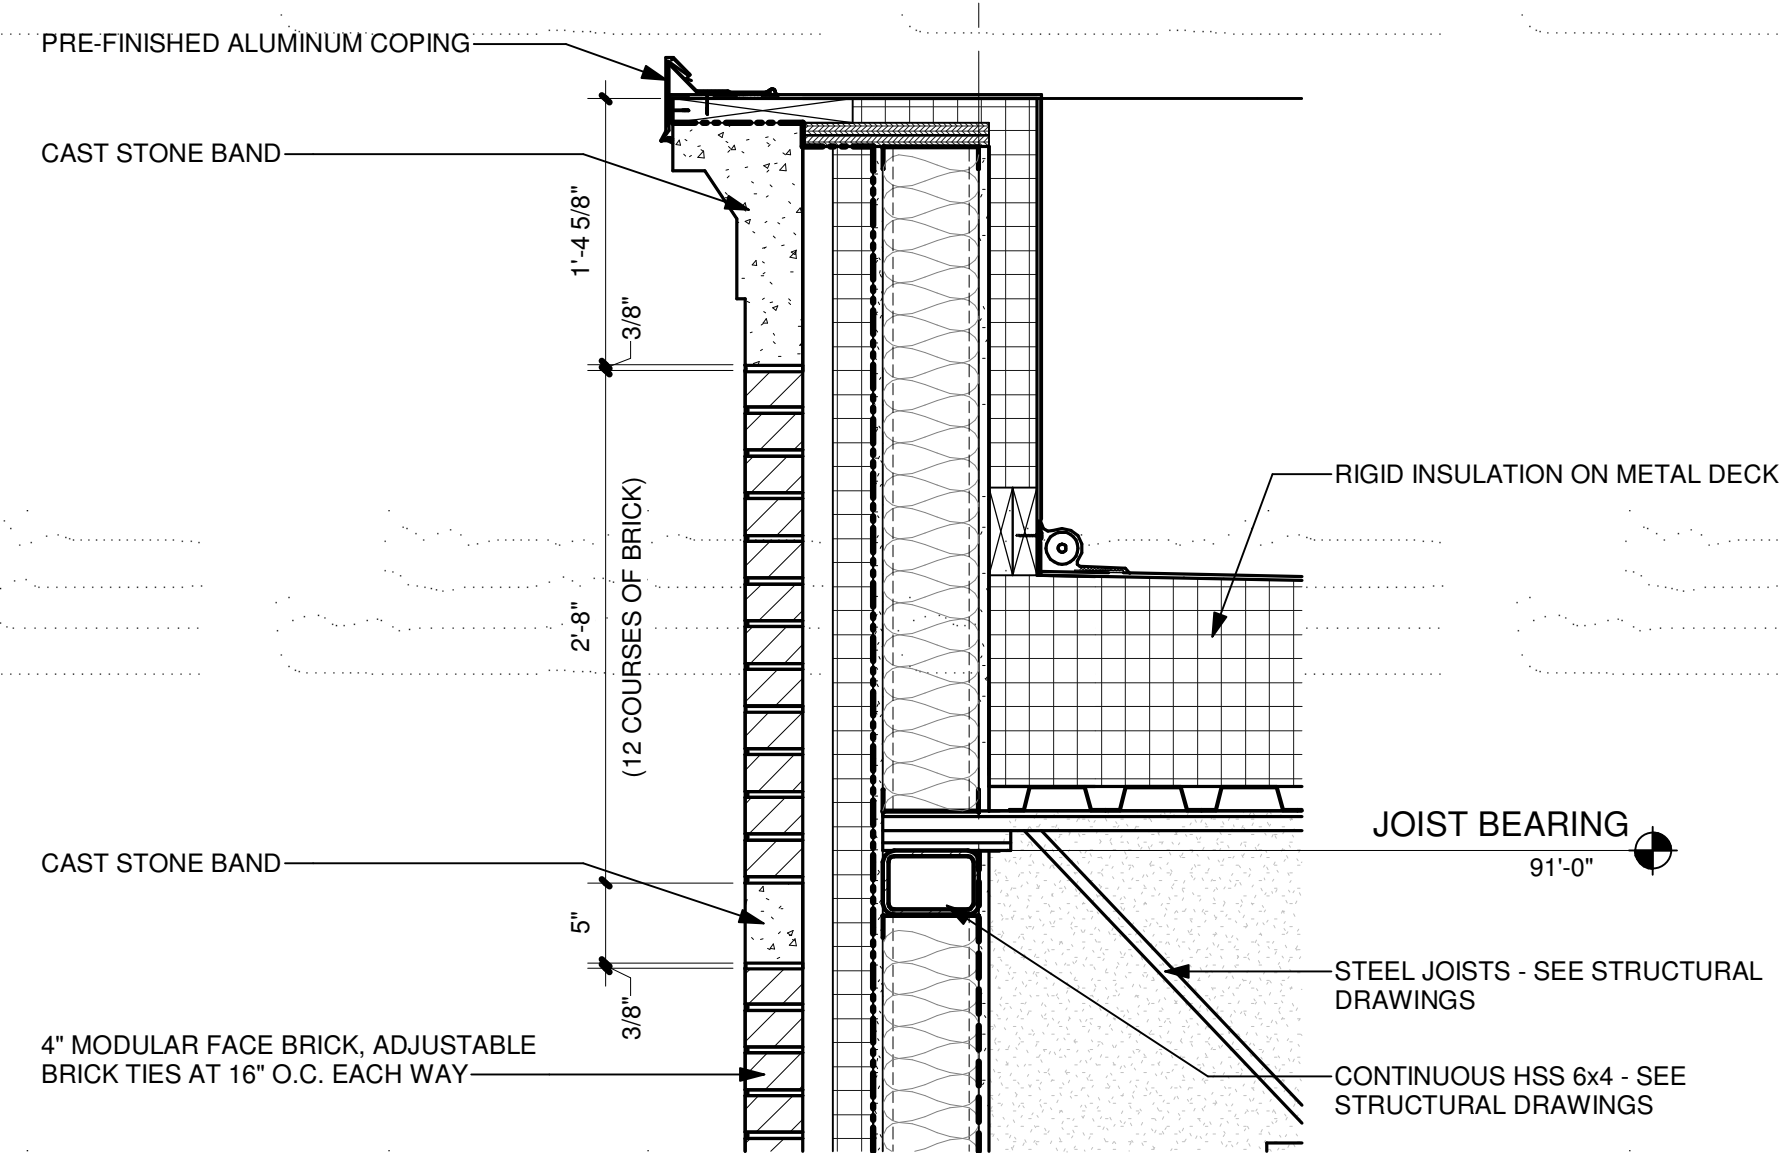 PRE-FINISHED ALUMINUM COPING
CAST STONE BAND
1'-4 5/8"
3/8"
RIGID INSULATION ON METAL DECK
2'-8"
(12 COURSES OF BRICK)
JOIST BEARING
91'-0"
CAST STONE BAND
5"
3/8"
STEEL JOISTS - SEE STRUCTURAL
DRAWINGS
4" MODULAR FACE BRICK, ADJUSTABLE
BRICK TIES AT 16" O.C. EACH WAY
CONTINUOUS HSS 6x4 - SEE
STRUCTURAL DRAWINGS